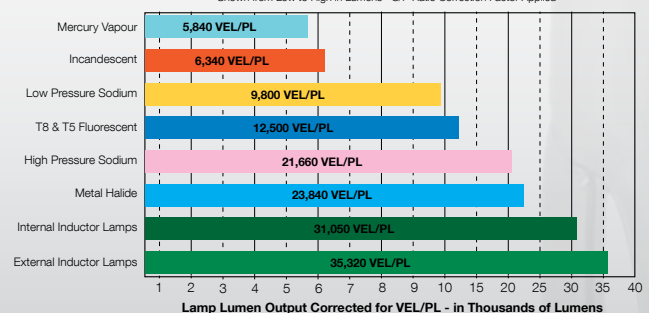 Mercury Vapour
5,840 VEL/PL
Incandescent
6,340 VEL/PL
Low Pressure Sodium
9,800 VEL/PL
T8 & T5 Fluorescent
12,500 VEL/PL
High Pressure Sodium
21,660 VEL/PL
Metal Halide
23,840 VEL/PL
Internal Inductor Lamps
31,050 VEL/PL
External Inductor Lamps
35,320 VEL/PL
1 2 3 4 5 6 7 8 9 10 15 20 25 30 35 40
Lamp Lumen Output Corrected for VEL/PL - in Thousands of Lumens